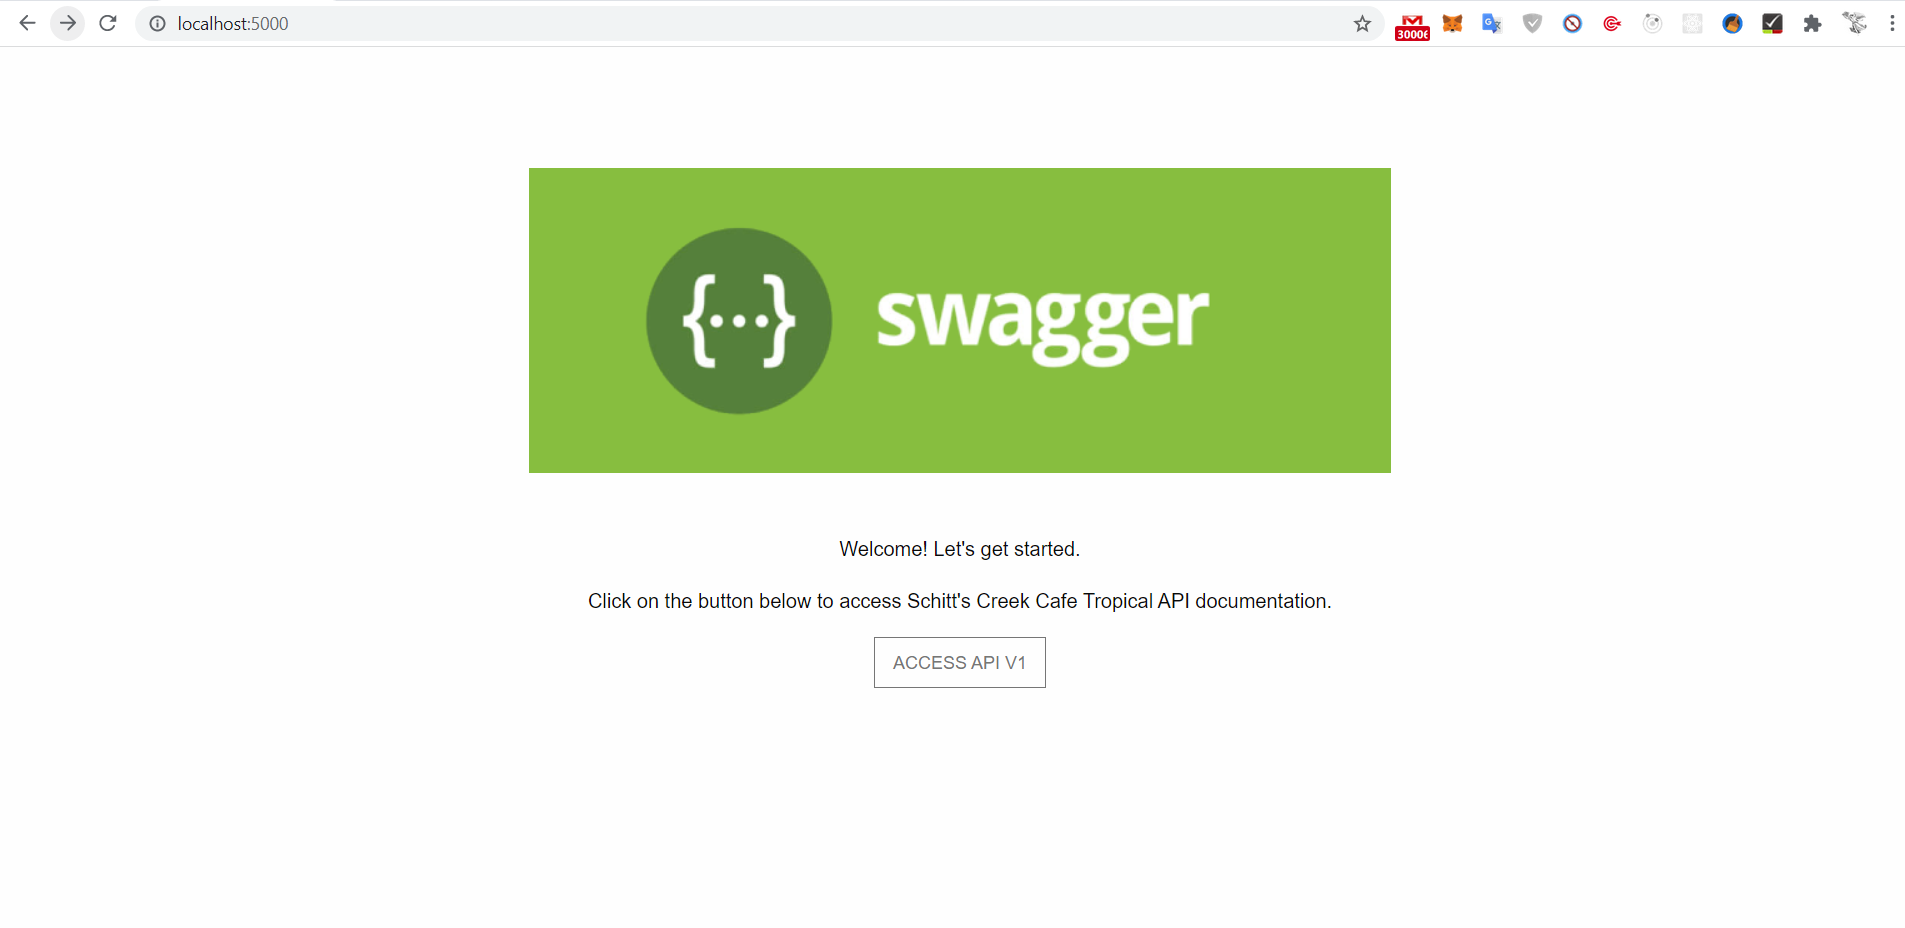 localhost:5000
30006
{...} swagger
Welcome! Let's get started.
Click on the button below to access Schitt's Creek Cafe Tropical API documentation.
ACCESS API V1